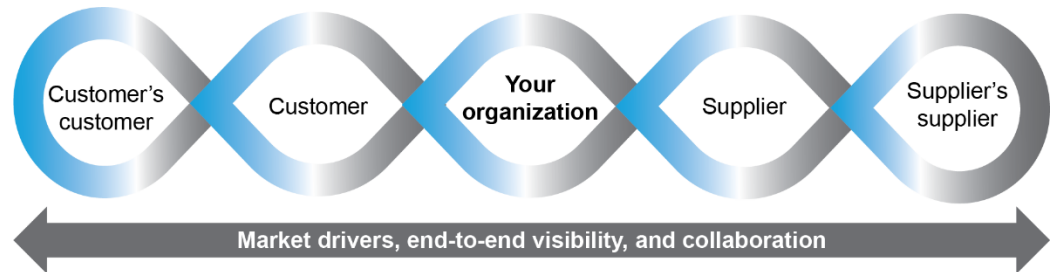 Customer’s
customer
Customer
Your
organization
Supplier
Supplier’s
supplier
Market drivers, end-to-end visibility, and collaboration